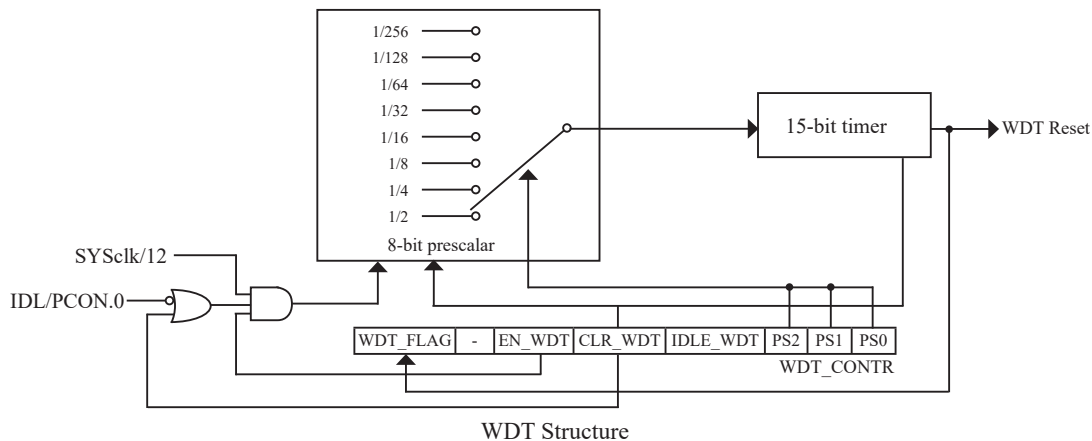 1/256
1/128
1/64
1/32
1/16
1/8
1/4
1/2
8-bit prescalar
15-bit timer
WDT Reset
SYSclk/12
IDL/PCON.0
WDT_FLAG - EN_WDT CLR_WDT IDLE_WDT PS2 PS1 PS0
WDT_CONTR
WDT Structure